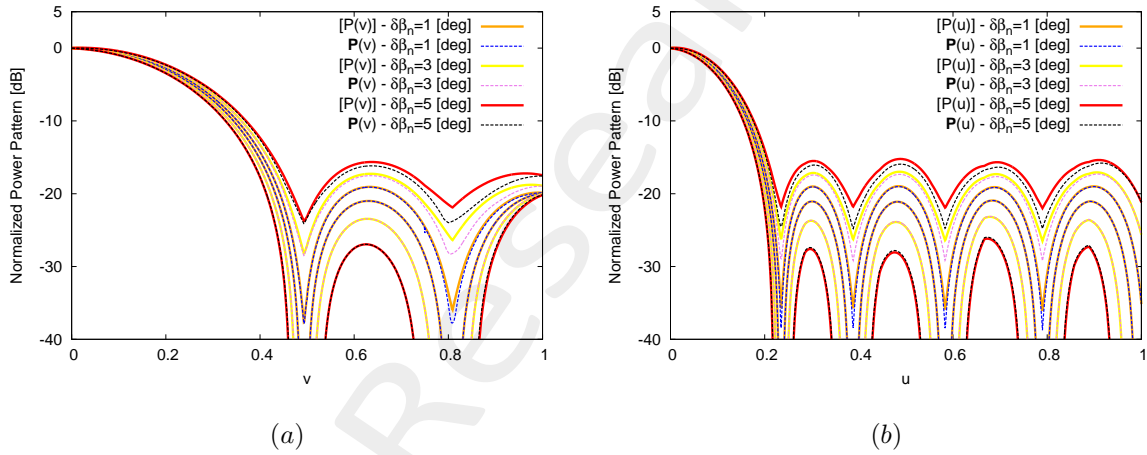 5
0
-10
-20
-30
-40
0
0.2
0.4
0.6
0.8
1
Normalized Power Pattern [dB]
v
[P(v)] - δβn=1 [deg]
P(v) - δβn=1 [deg]
[P(v)] - δβn=3 [deg]
P(v) - δβn=3 [deg]
[P(v)] - δβn=5 [deg]
P(v) - δβn=5 [deg]
(a)
5
0
-10
-20
-30
-40
0
0.2
0.4
0.6
0.8
1
Normalized Power Pattern [dB]
u
[P(u)] - δβn=1 [deg]
P(u) - δβn=1 [deg]
[P(u)] - δβn=3 [deg]
P(u) - δβn=3 [deg]
[P(u)] - δβn=5 [deg]
P(u) - δβn=5 [deg]
(b)
Resear